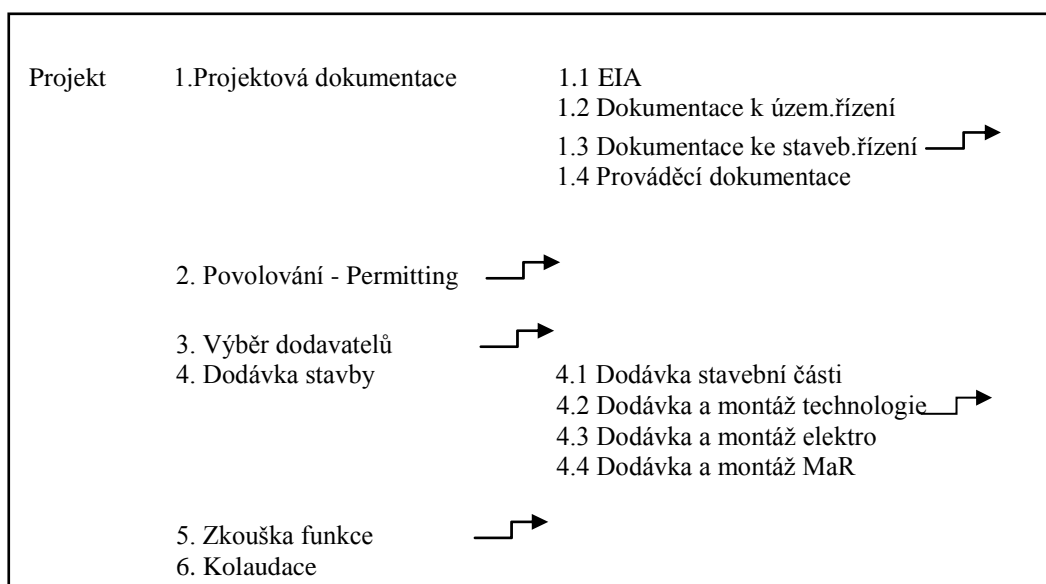 Projekt 1.Projektová dokumentace 1.1 EIA
1.2 Dokumentace k územ.řízení
1.3 Dokumentace ke staveb.řízení
1.4 Prováděcí dokumentace
2. Povolování - Permitting
3. Výběr dodavatelů
4. Dodávka stavby 4.1 Dodávka stavební části
4.2 Dodávka a montáž technologie
4.3 Dodávka a montáž elektro
4.4 Dodávka a montáž MaR
5. Zkouška funkce
6. Kolaudace